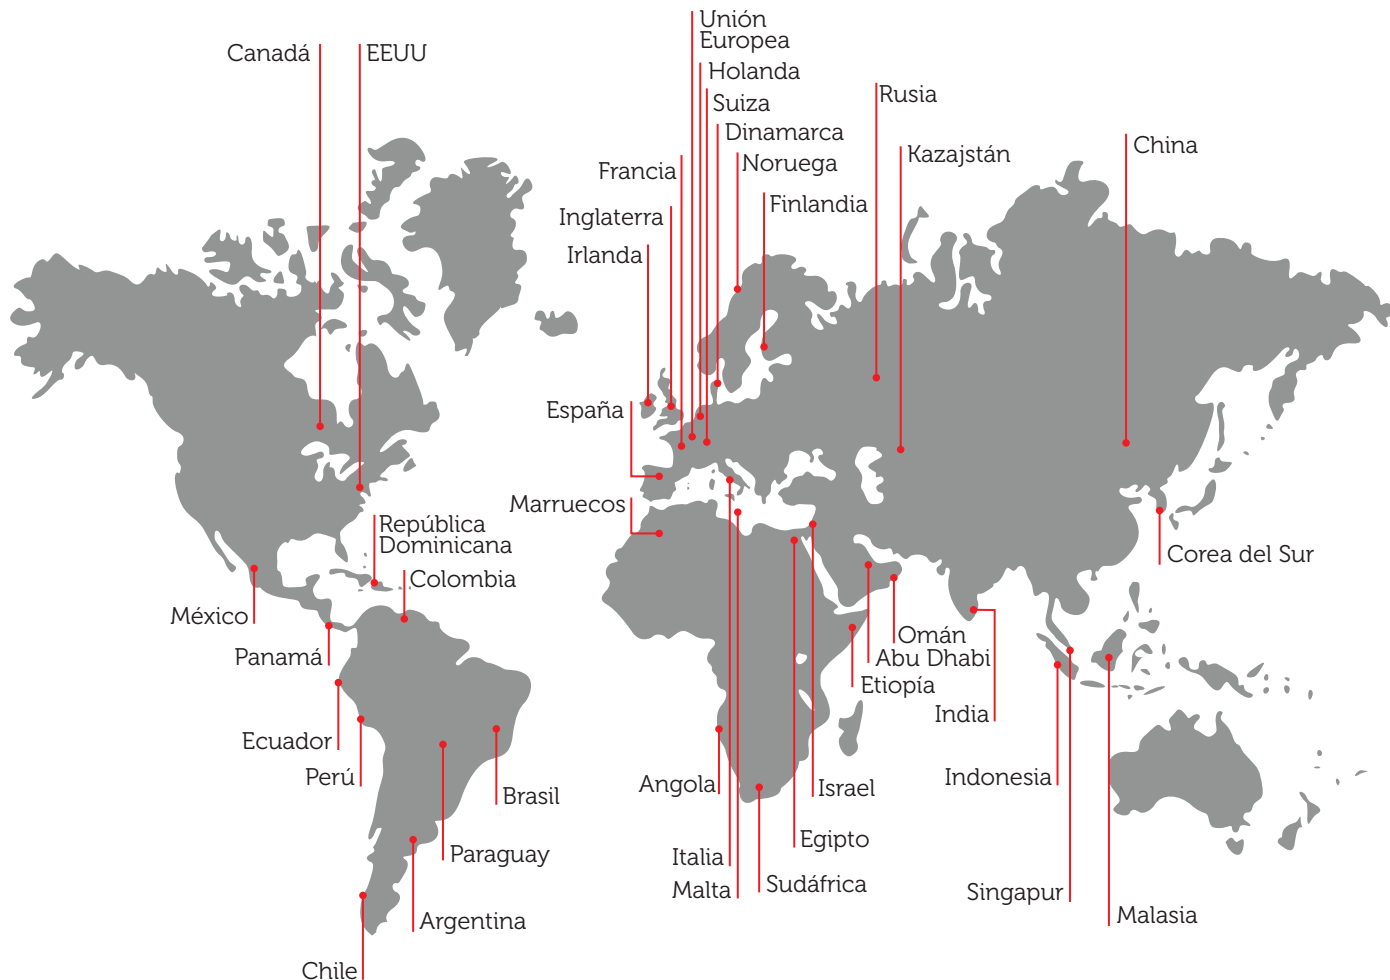 Unión
Europea
Canadá
EEUU
Holanda
Suiza
Rusia
Dinamarca
China
Kazajstán
Francia
Noruega
Finlandia
Inglaterra
Irlanda
España
Marruecos
República
Dominicana
Corea del Sur
Colombia
México
Omán
Panamá
Abu Dhabi
Etiopía
India
Ecuador
Perú
Angola
Israel
Indonesia
Brasil
Egipto
Paraguay
Italia
Malta
Sudáfrica
Singapur
Malasia
Argentina
Chile